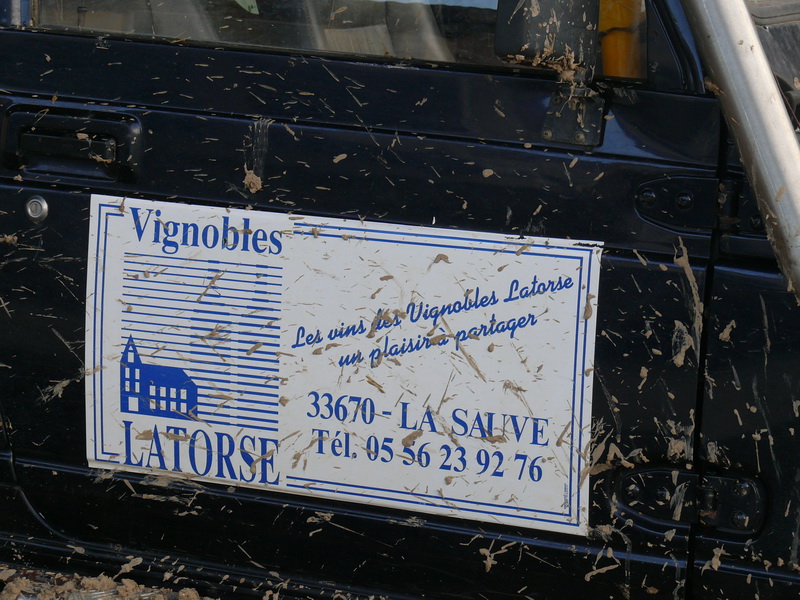 Vignobles
LATORSE
Les vins des Vignobles Latorse
un plaisir à partager
33670 - LA SAUVE
Tél. 05 56 23 92 76